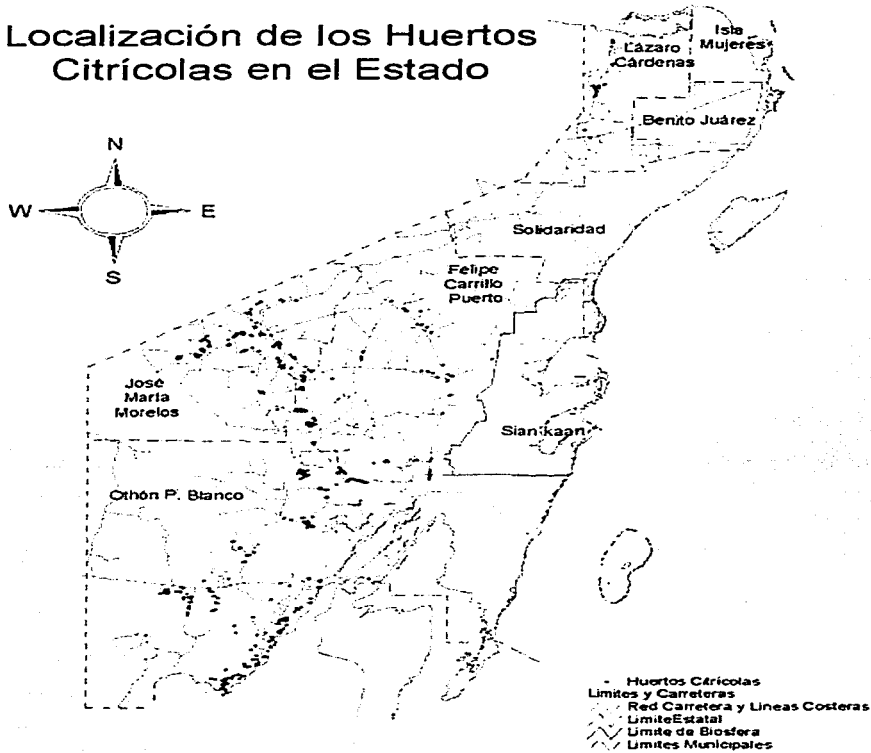 Localización de los Huertos
Citrícolas en el Estado
N
W
E
S
Lázaro
Cárdenas
Isla
Mujeres
Benito Juárez
Solidaridad
Felipe
Carrillo
Puerto
José
María
Morelos
Sian kaan
Othón P. Blanco
Huertos Citrícolas
Limites y Carreteras
Red Carretera y Lineas Costeras
LimiteEstatal
Limite de Biosfera
Limites Municipales